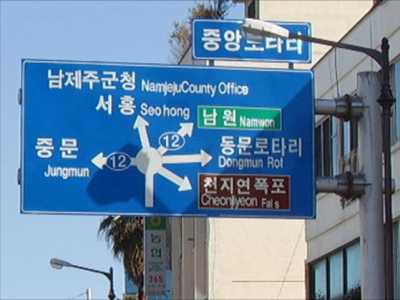 중앙로타리
남제주군청 NamjejuCounty Office
서홍 Seohong
남원 Namwon
12
중문
Jungmun
12
동문로타리
Dongmun Rot
천지연폭포
Cheonjiyeon Falls